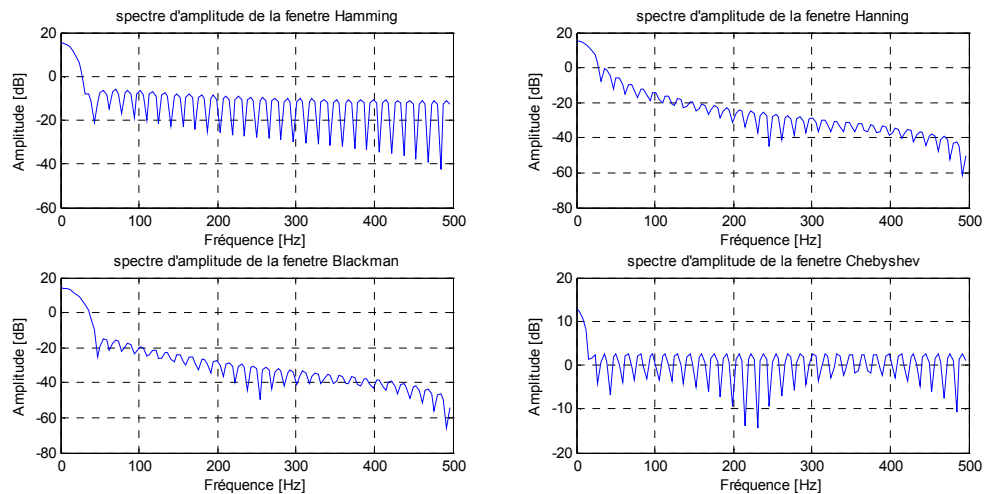 spectre d'amplitude de la fenetre Hamming
20
0
-20
-40
-60
Amplitude [dB]
0 100 200 300 400 500
Fréquence [Hz]
spectre d'amplitude de la fenetre Hanning
20
0
-20
-40
-60
-80
Amplitude [dB]
0 100 200 300 400 500
Fréquence [Hz]
spectre d'amplitude de la fenetre Blackman
20
0
-20
-40
-60
-80
Amplitude [dB]
0 100 200 300 400 500
Fréquence [Hz]
spectre d'amplitude de la fenetre Chebyshev
20
10
0
-10
20
Amplitude [dB]
0 100 200 300 400 500
Fréquence [Hz]